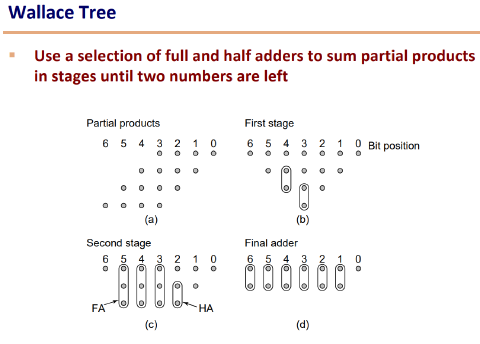 Wallace Tree
Use a selection of full and half adders to sum partial products
in stages until two numbers are left
Partial products
6 5 4 3 2 1 0
(a)
First stage
6 5 4 3 2 1 0 Bit position
(b)
Second stage
6 5 4 3 2 1 0
FA
HA
(c)
Final adder
6 5 4 3 2 1 0
(d)